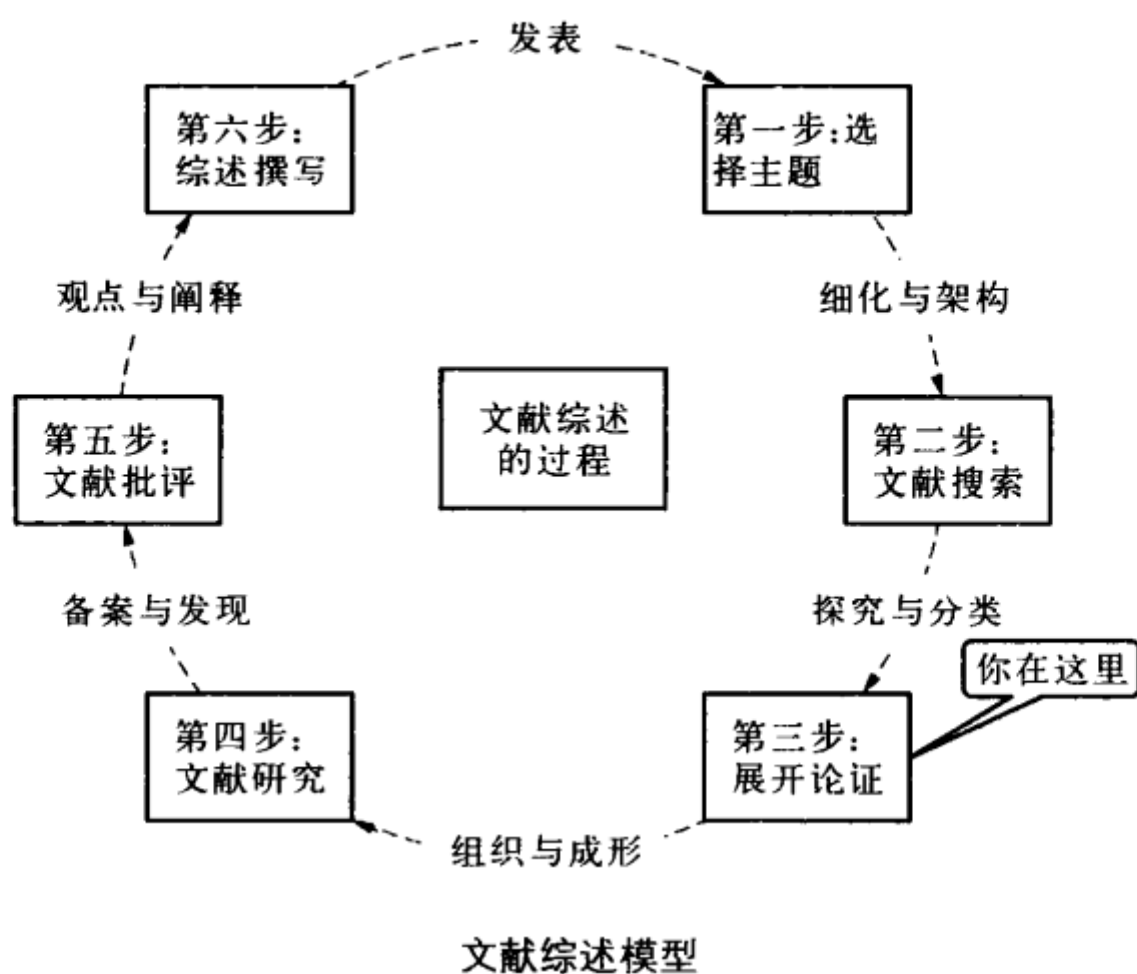 发表
第六步：
综述撰写
第一步：选
择主题
观点与阐释
细化与架构
文献综述
的过程
第五步：
文献批评
第二步：
文献搜索
备案与发现
探究与分类
你在这里
第四步：
文献研究
第三步：
展开论证
组织与成形
文献综述模型